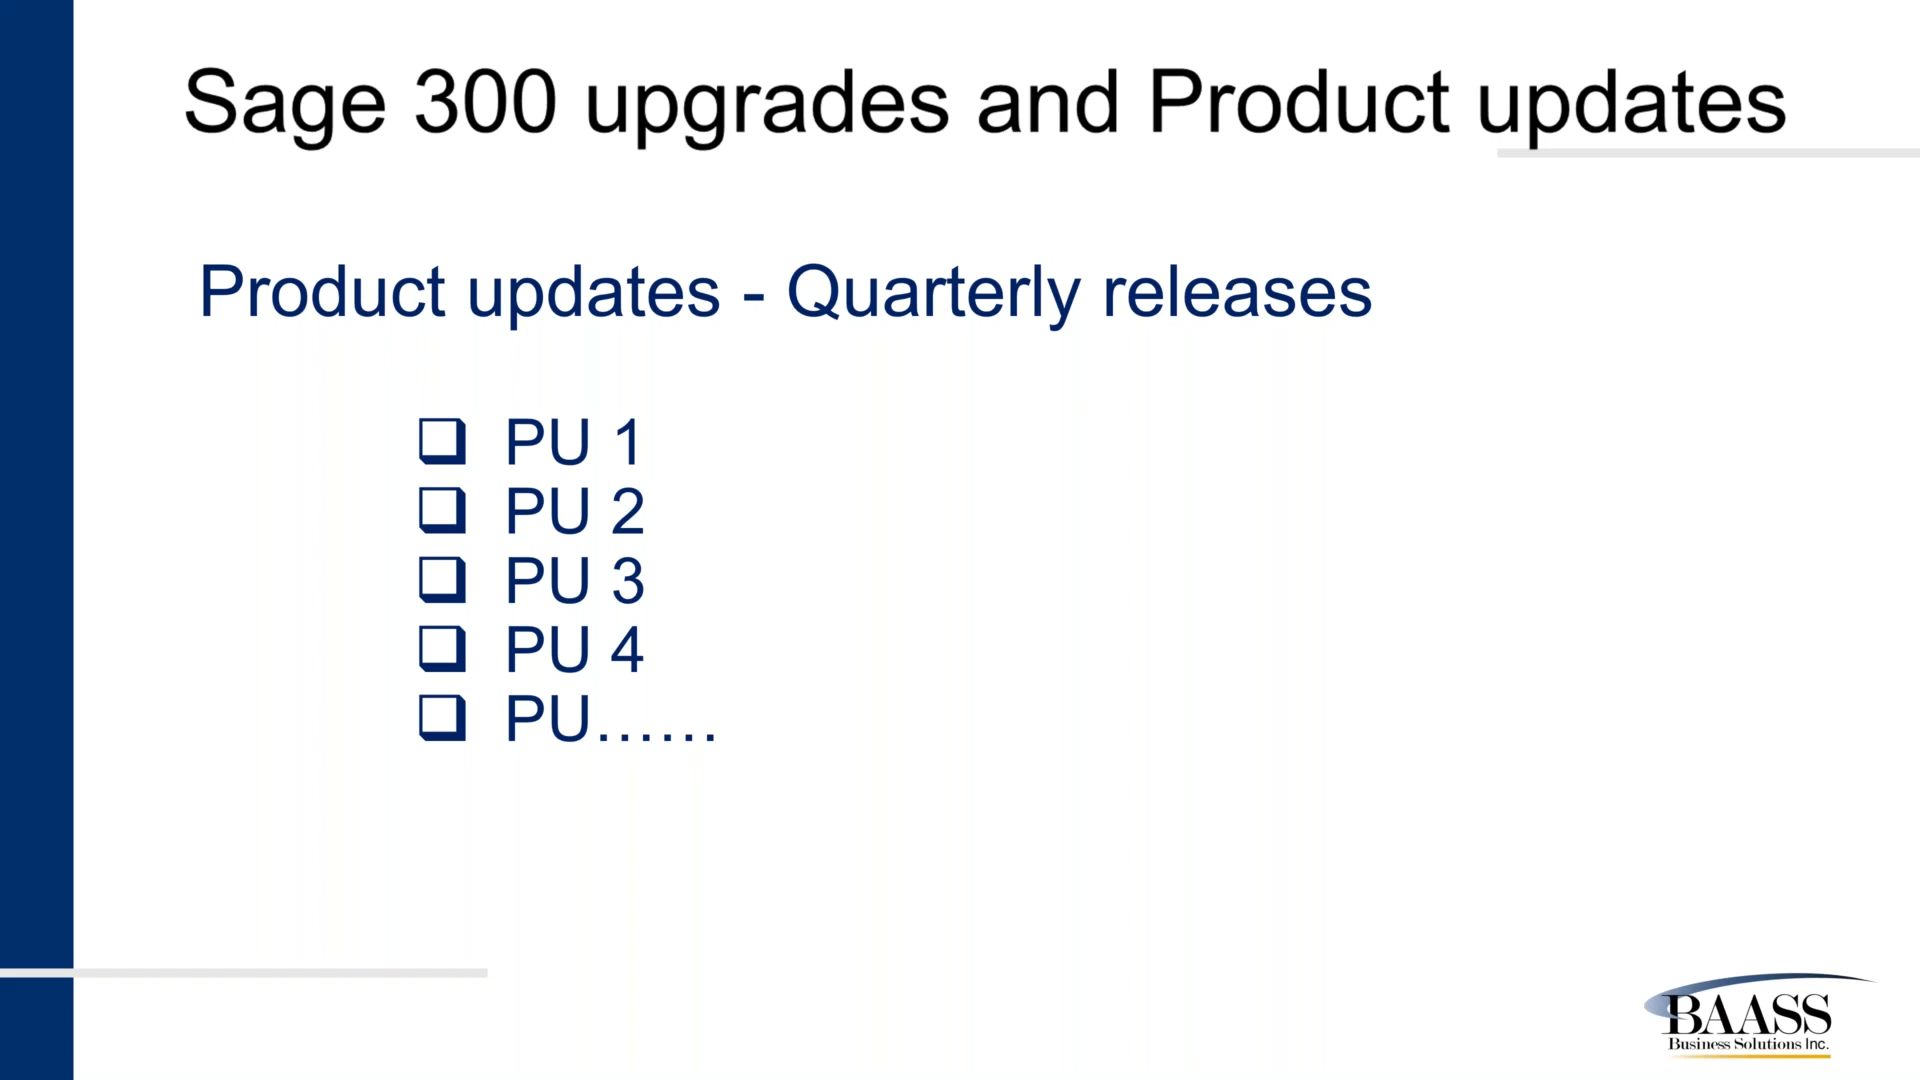 Sage 300 upgrades and Product updates
Product updates - Quarterly releases
❑ PU 1
❑ PU 2
❑ PU 3
❑ PU 4
❑ PU......
BAASS
Business Solutions Inc.